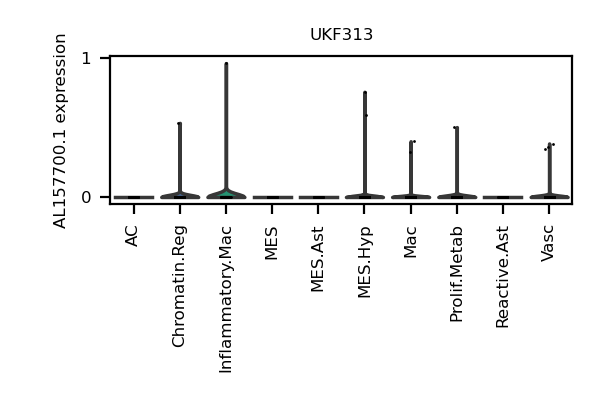 UKF313
AL157700.1 expression
1
0
AC
Chromatin.Reg
Inflammatory.Mac
MES
MES.Ast
MES.Hyp
Mac
Prolif.Metab
Reactive.Ast
Vasc